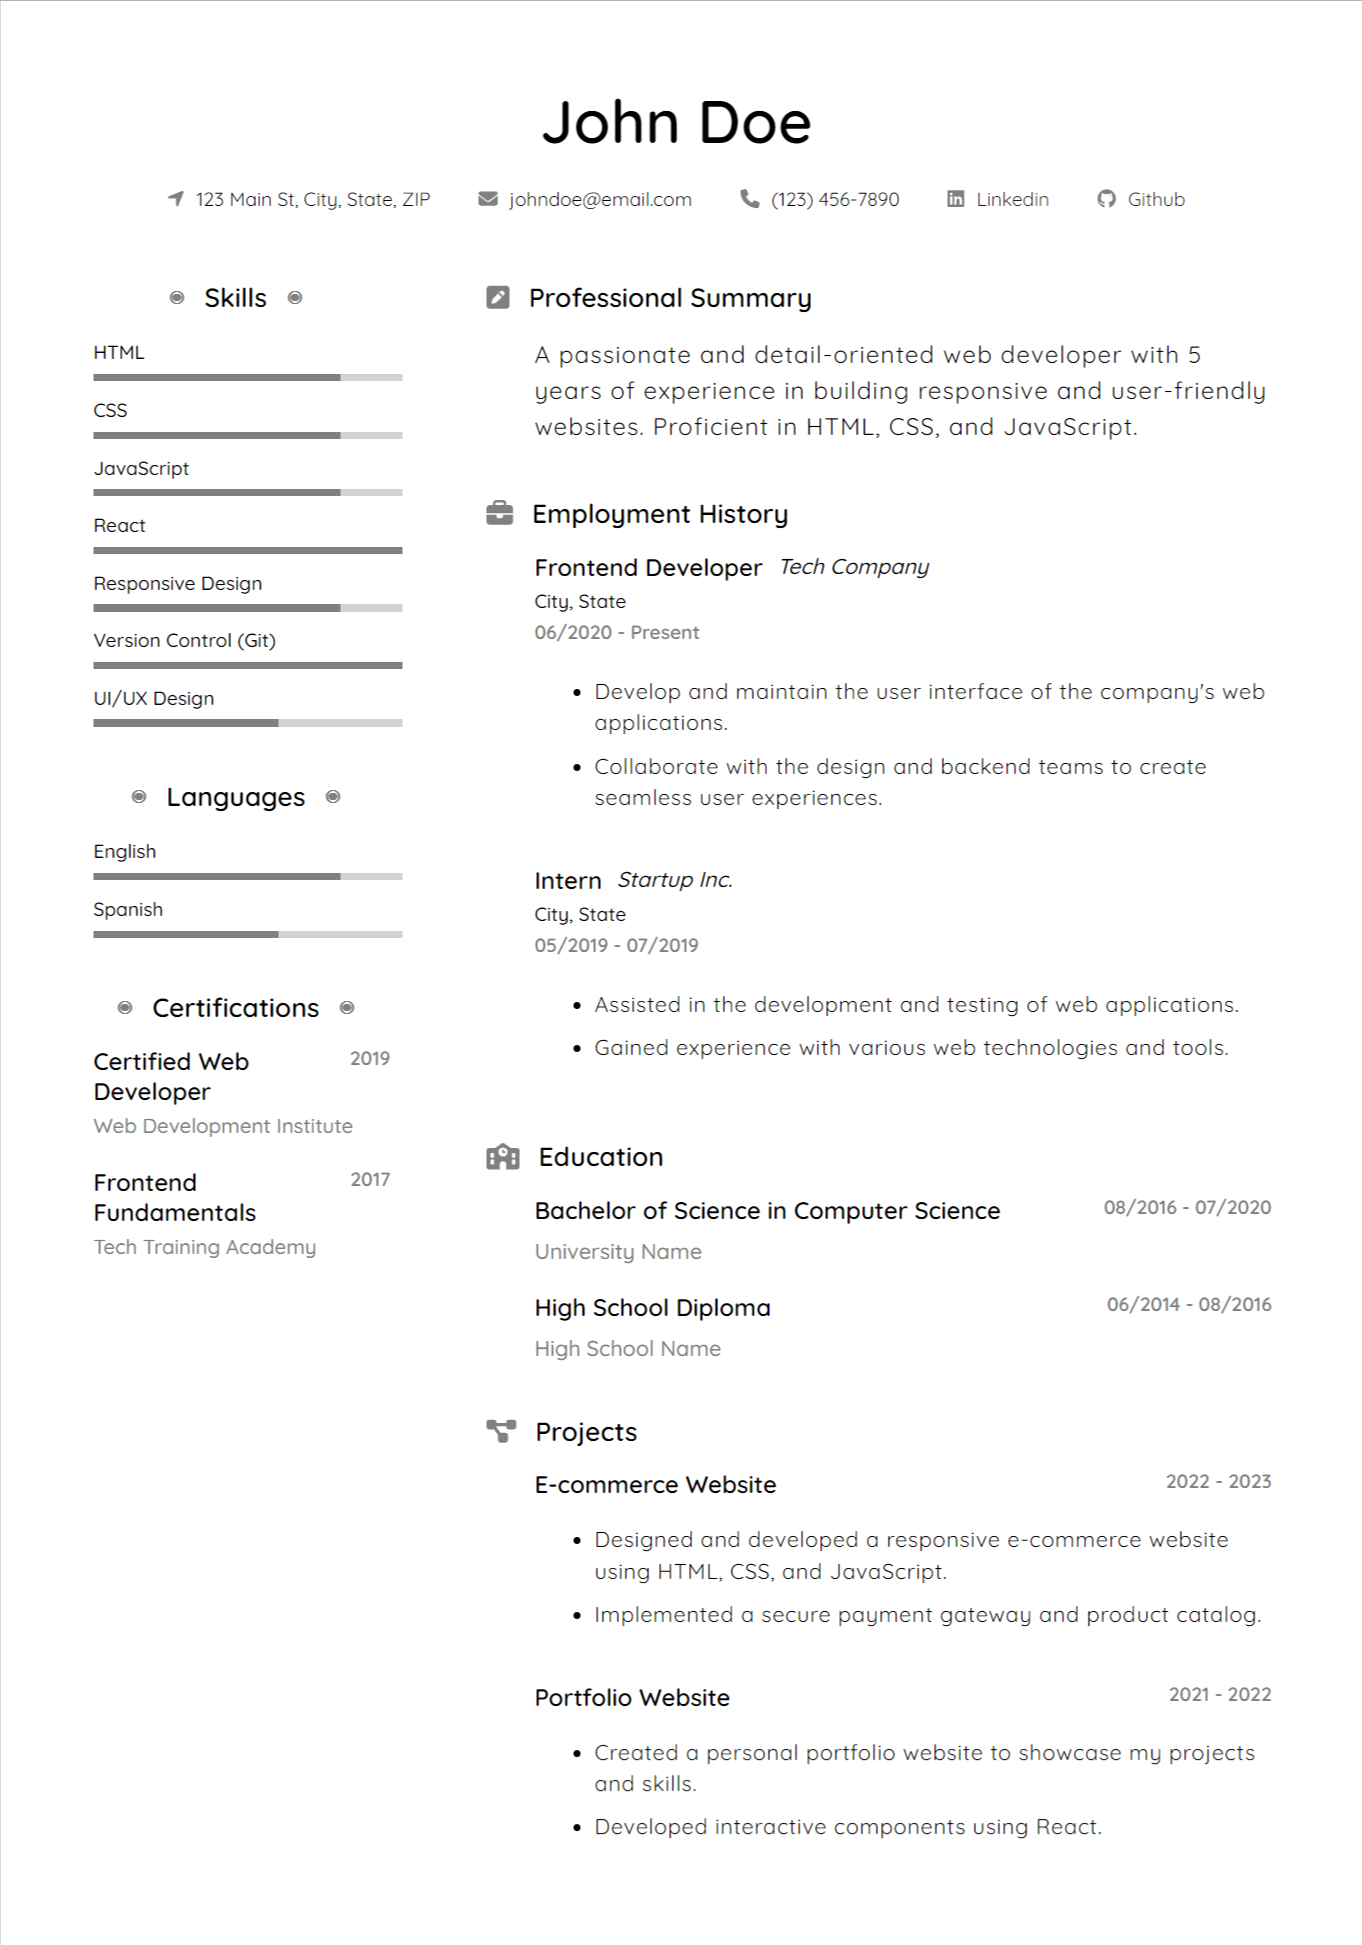 John Doe
123 Main St, City, State, ZIP johndoe@email.com (123) 456-7890 Linkedin Github
Skills
HTML
CSS
JavaScript
React
Responsive Design
Version Control (Git)
UI/UX Design
Languages
English
Spanish
Certifications
Certified Web 2019
Developer
Web Development Institute
Frontend 2017
Fundamentals
Tech Training Academy
Professional Summary
A passionate and detail-oriented web developer with 5
years of experience in building responsive and user-friendly
websites. Proficient in HTML, CSS, and JavaScript.
Employment History
Frontend Developer Tech Company
City, State
06/2020 - Present
• Develop and maintain the user interface of the company's web
applications.
• Collaborate with the design and backend teams to create
seamless user experiences.
Intern Startup Inc.
City, State
05/2019 - 07/2019
• Assisted in the development and testing of web applications.
• Gained experience with various web technologies and tools.
Education
Bachelor of Science in Computer Science 08/2016 - 07/2020
University Name
High School Diploma 06/2014 - 08/2016
High School Name
Projects
E-commerce Website 2022 - 2023
• Designed and developed a responsive e-commerce website
using HTML, CSS, and JavaScript.
• Implemented a secure payment gateway and product catalog.
Portfolio Website 2021 - 2022
• Created a personal portfolio website to showcase my projects
and skills.
• Developed interactive components using React.